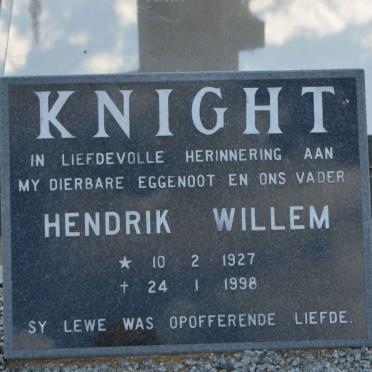 KNIGHT
IN LIEFDEVOLLE HERINNERING AAN
MY DIERBARE EGGENOOT EN ONS VADER
HENDRIK WILLEM
★ 10 2 1927
† 24 1 1998
SY LEWE WAS OPOFFERENDE LIEFDE.